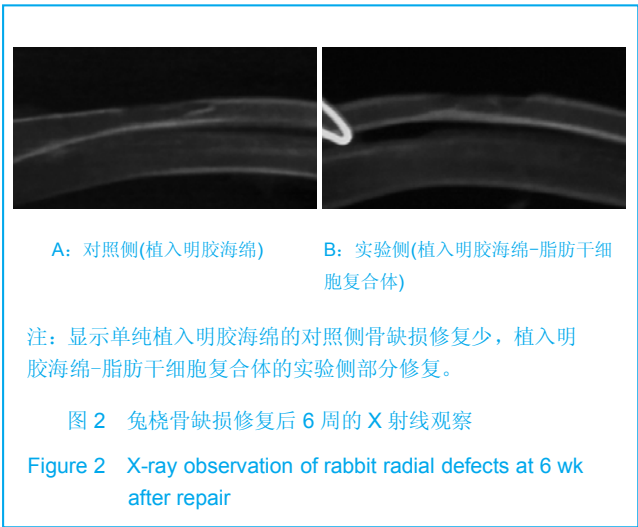 A：对照侧(植入明胶海绵)
B：实验侧(植入明胶海绵-脂肪干细
胞复合体)
注：显示单纯植入明胶海绵的对照侧骨缺损修复少，植入明
胶海绵-脂肪干细胞复合体的实验侧部分修复。
图 2 兔桡骨缺损修复后 6 周的 X 射线观察
Figure 2 X-ray observation of rabbit radial defects at 6 wk
after repair